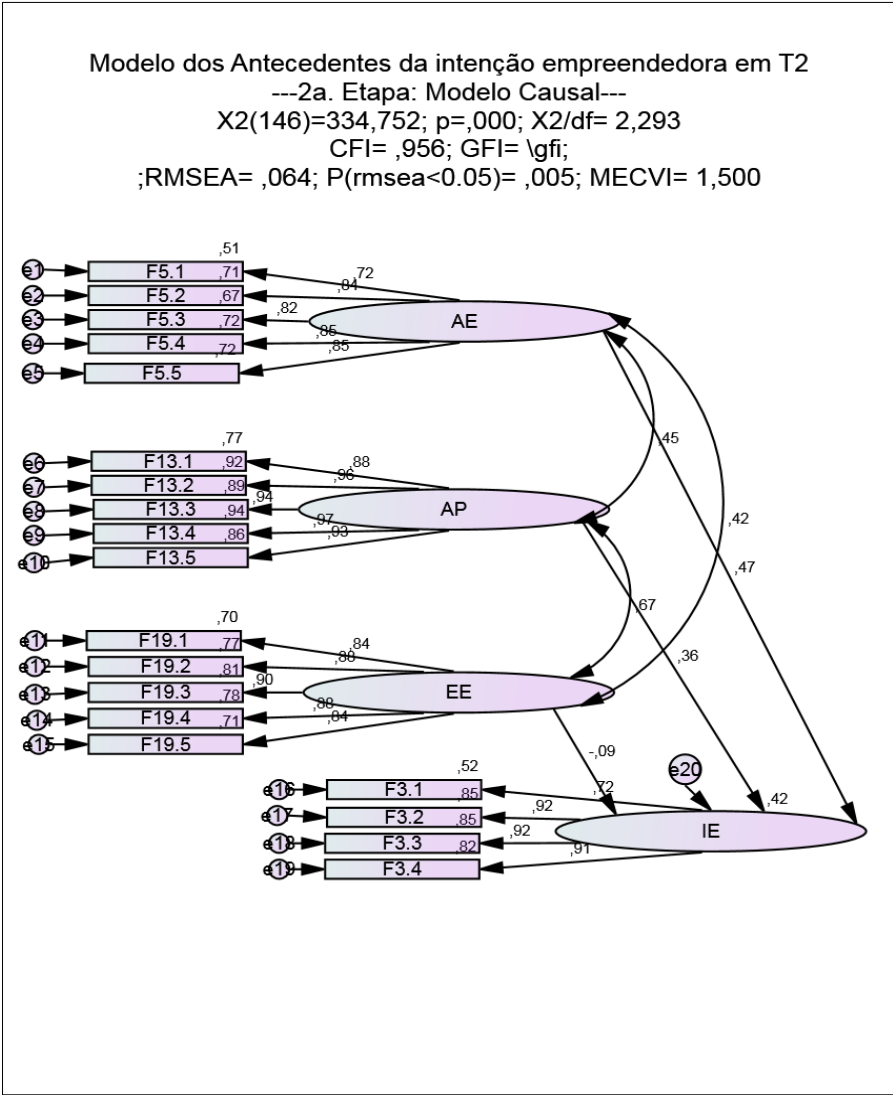 Modelo dos Antecedentes da intenção empreendedora em T2
---2a. Etapa: Modelo Causal---
X2(146)=334,752; p=,000; X2/df= 2,293
CFI= ,956; GFI= \gfi;
;RMSEA= ,064; P(rmsea<0.05)= ,005; MECVI= 1,500
,51
e1 F5.1 ,71 ,72
e2 F5.2 ,67 ,84
e3 F5.3 ,72 ,82 AE
e4 F5.4 ,72 ,85
e5 F5.5 ,85
,45
,77
e6 F13.1 ,92 ,88
e7 F13.2 ,89 ,96
e8 F13.3 ,94 ,94 AP
e9 F13.4 ,86 ,97
e10 F13.5 ,93
,42
,47
,67
,36
,70
e11 F19.1 ,77 ,84
e12 F19.2 ,81 ,88
e13 F19.3 ,78 ,90 EE
e14 F19.4 ,71 ,88
e15 F19.5 ,84
-,09
,52 e20
e16 F3.1 ,85 ,72 ,42
e17 F3.2 ,85 ,92
e18 F3.3 ,82 ,92 IE
e19 F3.4 ,91